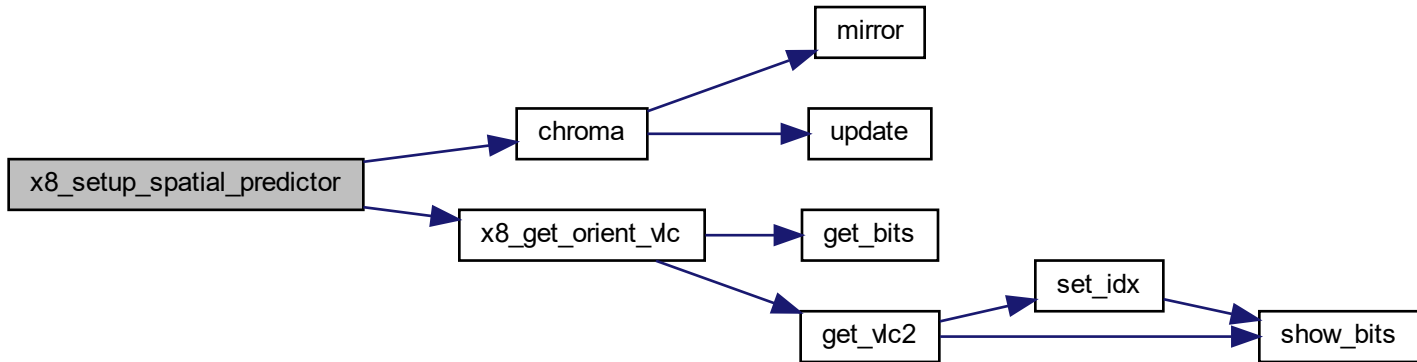 mirror
chroma
update
x8_setup_spatial_predictor
x8_get_orient_vlc
get_bits
set_idx
get_vlc2
show_bits